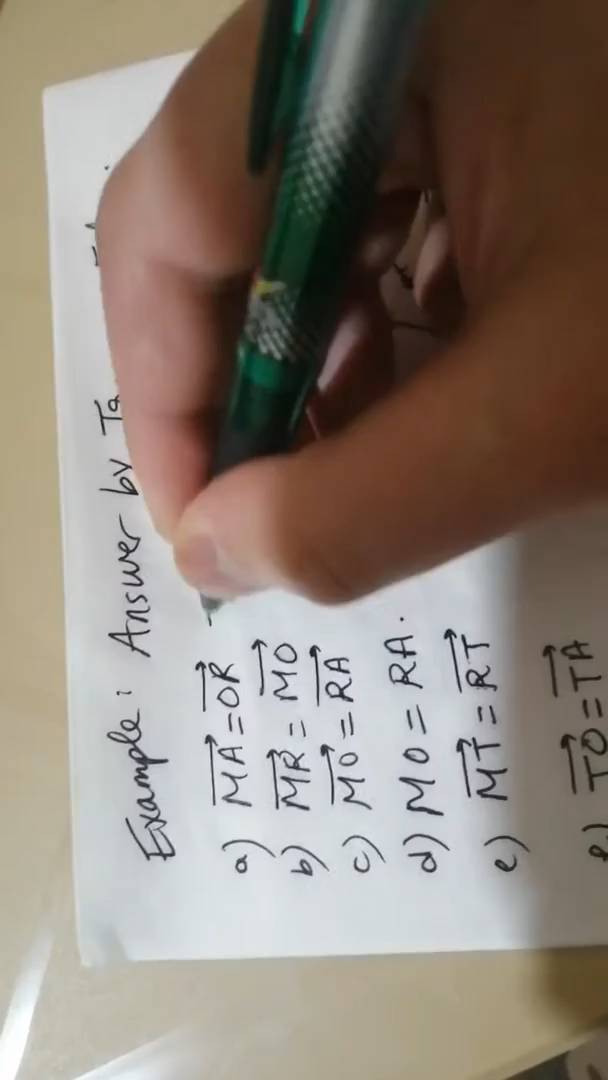 Example: Answer by
a) MA⃗ = OR⃗
b) MR⃗ = MO⃗
c) MO⃗ = RA⃗
d) MO = RA.
e) MT⃗ = RT⃗
e) TO⃗ = TA⃗